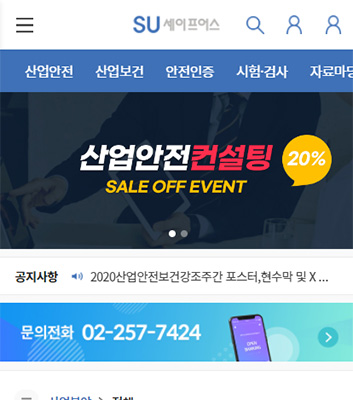 SU 세이프어스
산업안전 산업보건 안전인증 시험·검사 자료마당
산업안전컨설팅 20%
SALE OFF EVENT
공지사항 2020산업안전보건강조주간 포스터,현수막 및 X ...
문의전화 02-257-7424
OPEN BANKING